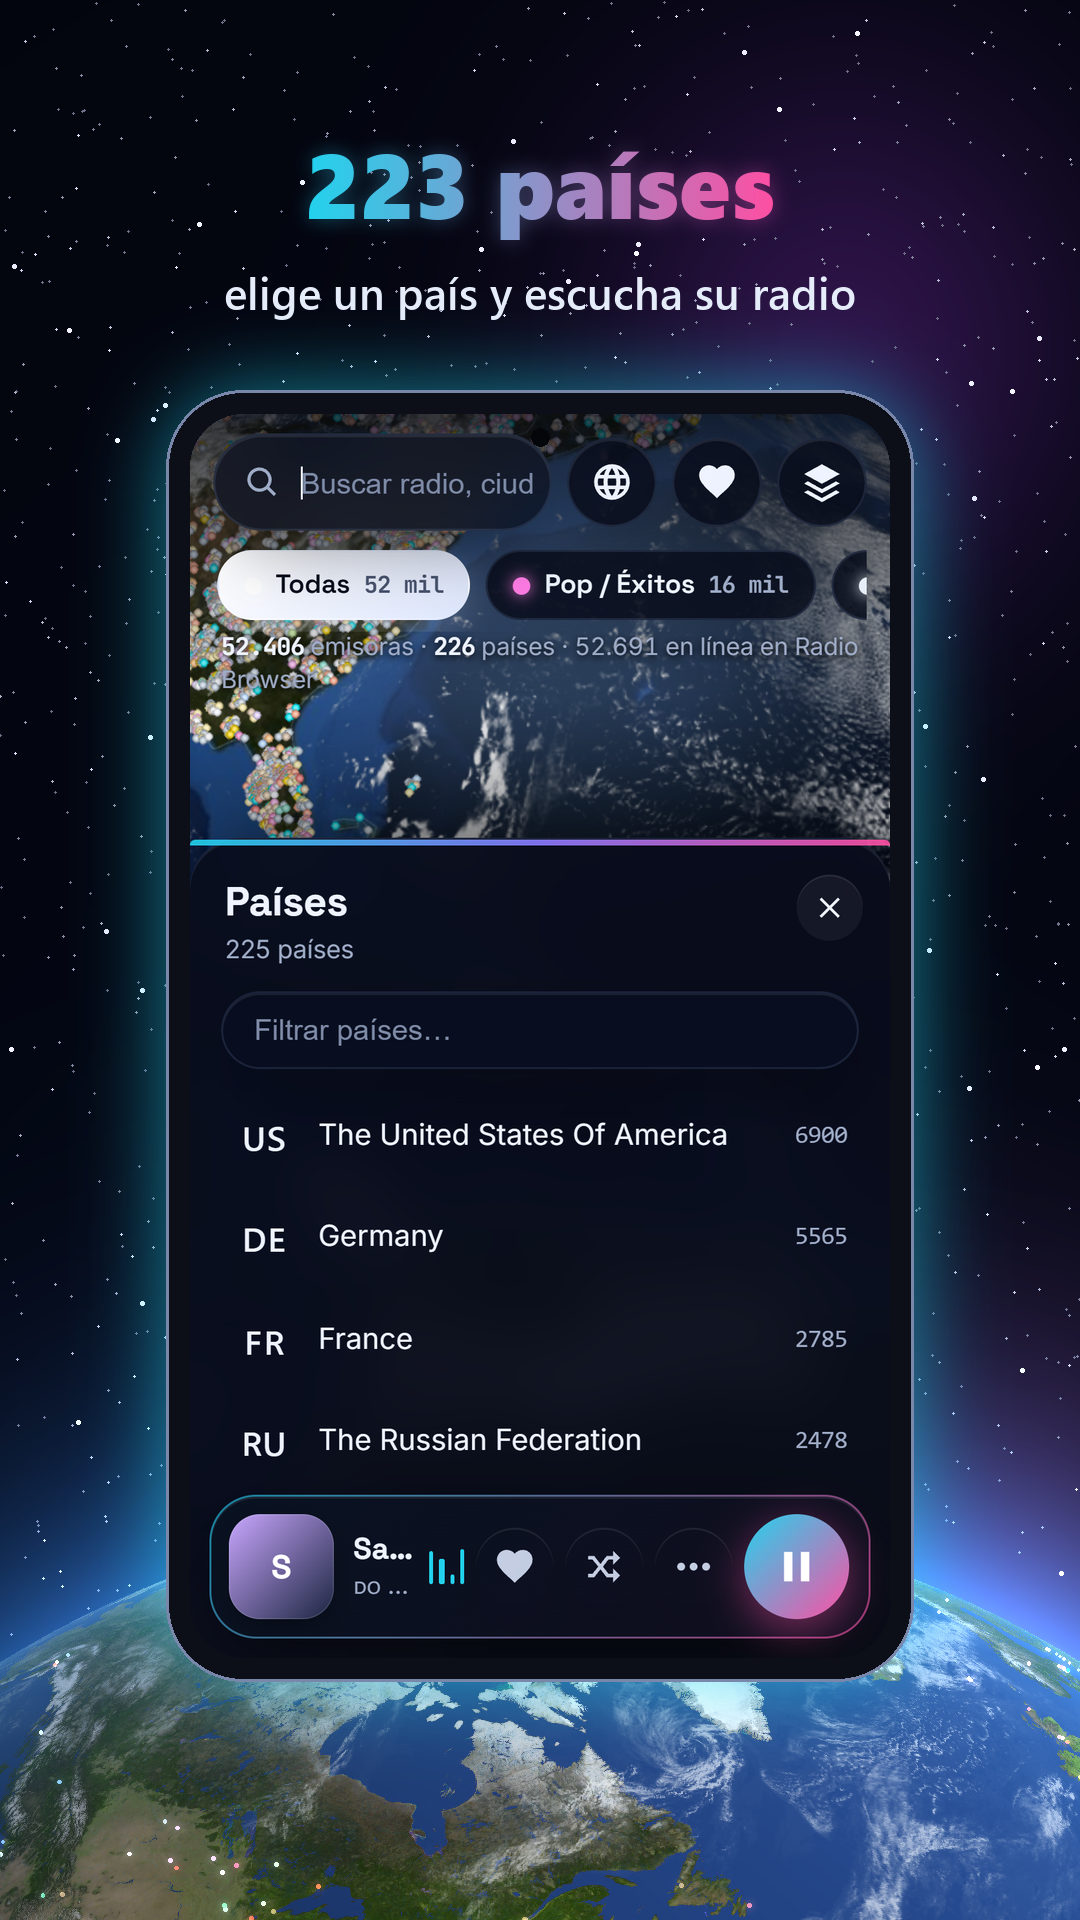 223 países
elige un país y escucha su radio
Buscar radio, ciud
Todas 52 mil
Pop / Éxitos 16 mil
52.406 emisoras · 226 países · 52.691 en línea en Radio
Browser
Países
225 países
Filtrar países...
US The United States Of America 6900
DE Germany 5565
FR France 2785
RU The Russian Federation 2478
S
Sa...
DO ...